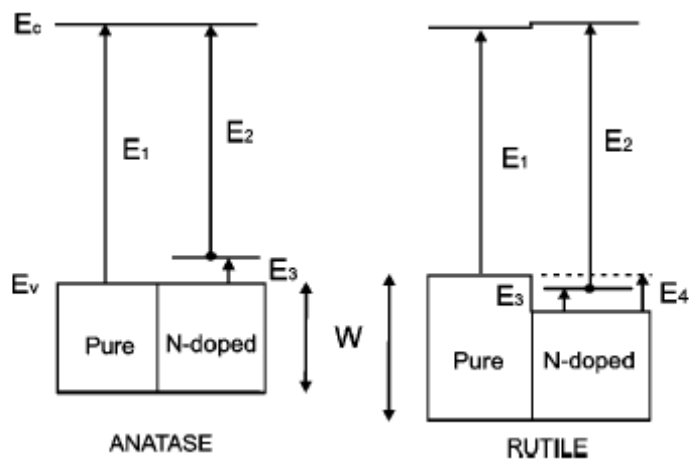 Ec
E1
E2
E3
Ev
Pure
N-doped
W
ANATASE
E1
E2
E3
E4
Pure
N-doped
RUTILE